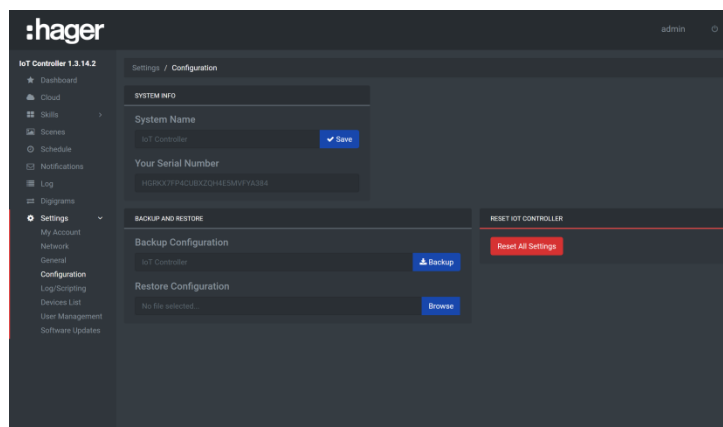 :hager
admin
IoT Controller 1.3.14.2
Dashboard
Cloud
Skills
Scenes
Schedule
Notifications
Log
Digigrams
Settings
My Account
Network
General
Configuration
Log/Scripting
Devices List
User Management
Software Updates
Settings / Configuration
SYSTEM INFO
System Name
IoT Controller
Save
Your Serial Number
BACKUP AND RESTORE
Backup Configuration
IoT Controller
Backup
Restore Configuration
No file selected...
Browse
RESET IOT CONTROLLER
Reset All Settings